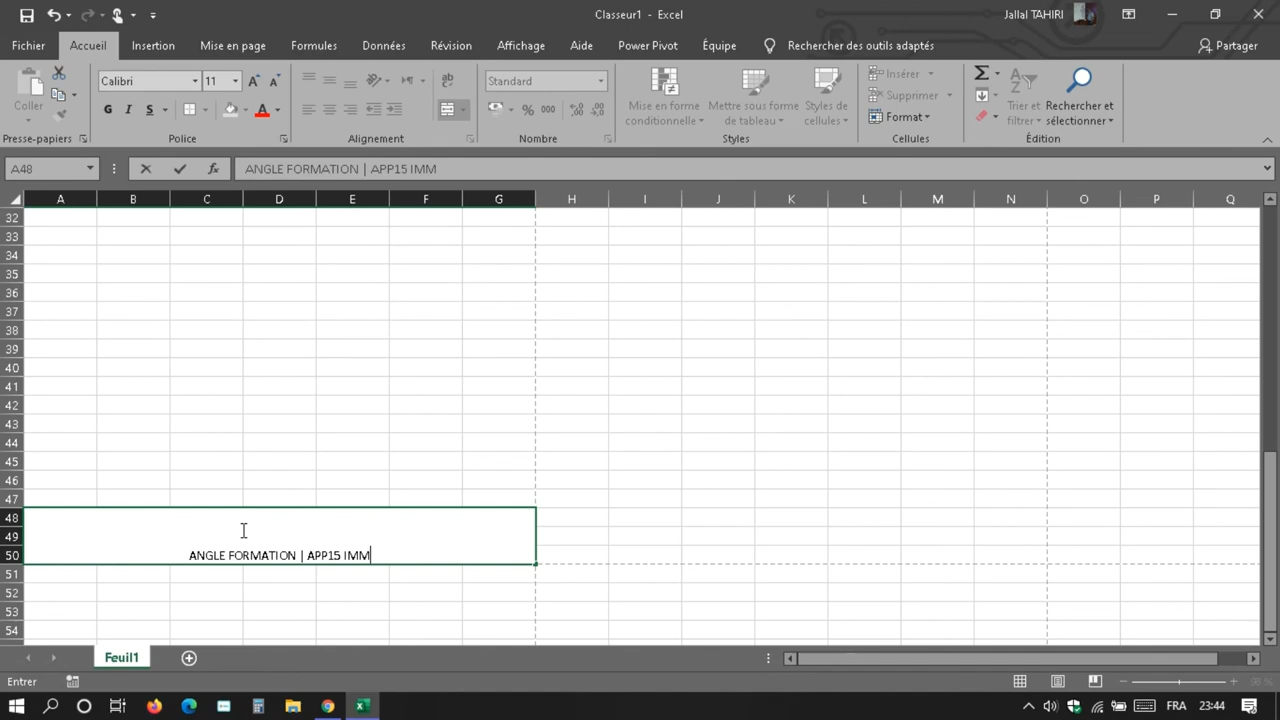 Classeur1 - Excel
Jallal TAHIRI
Fichier Accueil Insertion Mise en page Formules Données Révision Affichage Aide Power Pivot Équipe Rechercher des outils adaptés Partager
Coller
Presse-papiers
Calibri 11
G I S
Police
Alignement
Standard
% 000
Nombre
Mise en forme conditionnelle
Mettre sous forme de tableau
Styles de cellules
Styles
Insérer
Supprimer
Format
Cellules
Trier et filtrer
Rechercher et sélectionner
Édition
A48 fx ANGLE FORMATION | APP15 IMM
A B C D E F G H I J K L M N O P Q
32
33
34
35
36
37
38
39
40
41
42
43
44
45
46
47
48
49
50 ANGLE FORMATION | APP15 IMM
51
52
53
54
Feuil1
Entrer
98 %
FRA 23:44